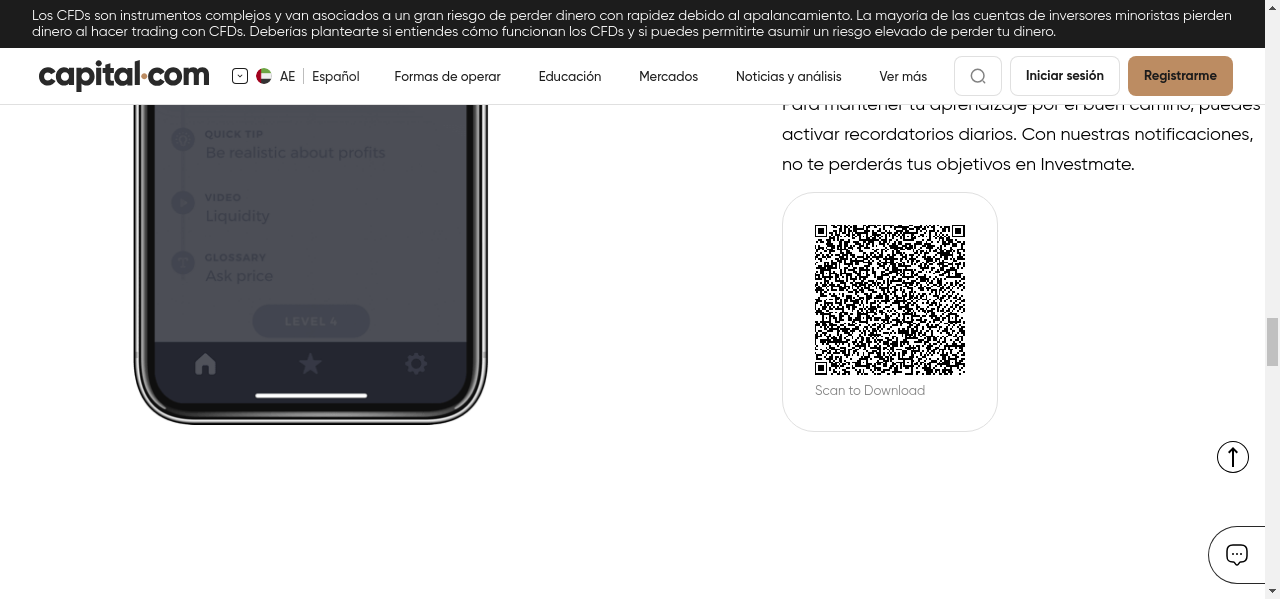 Los CFDs son instrumentos complejos y van asociados a un gran riesgo de perder dinero con rapidez debido al apalancamiento. La mayoría de las cuentas de inversores minoristas pierden
dinero al hacer trading con CFDs. Deberías plantearte si entiendes cómo funcionan los CFDs y si puedes permitirte asumir un riesgo elevado de perder tu dinero.
capital.com
AE
Español
Formas de operar
Educación
Mercados
Noticias y análisis
Ver más
Iniciar sesión
Registrarme
Para mantener tu aprendizaje por el buen camino, puedes
activar recordatorios diarios. Con nuestras notificaciones,
no te perderás tus objetivos en Investmate.
QUICK TIP
Be realistic about profits
VIDEO
Liquidity
GLOSSARY
Ask price
LEVEL 4
Scan to Download